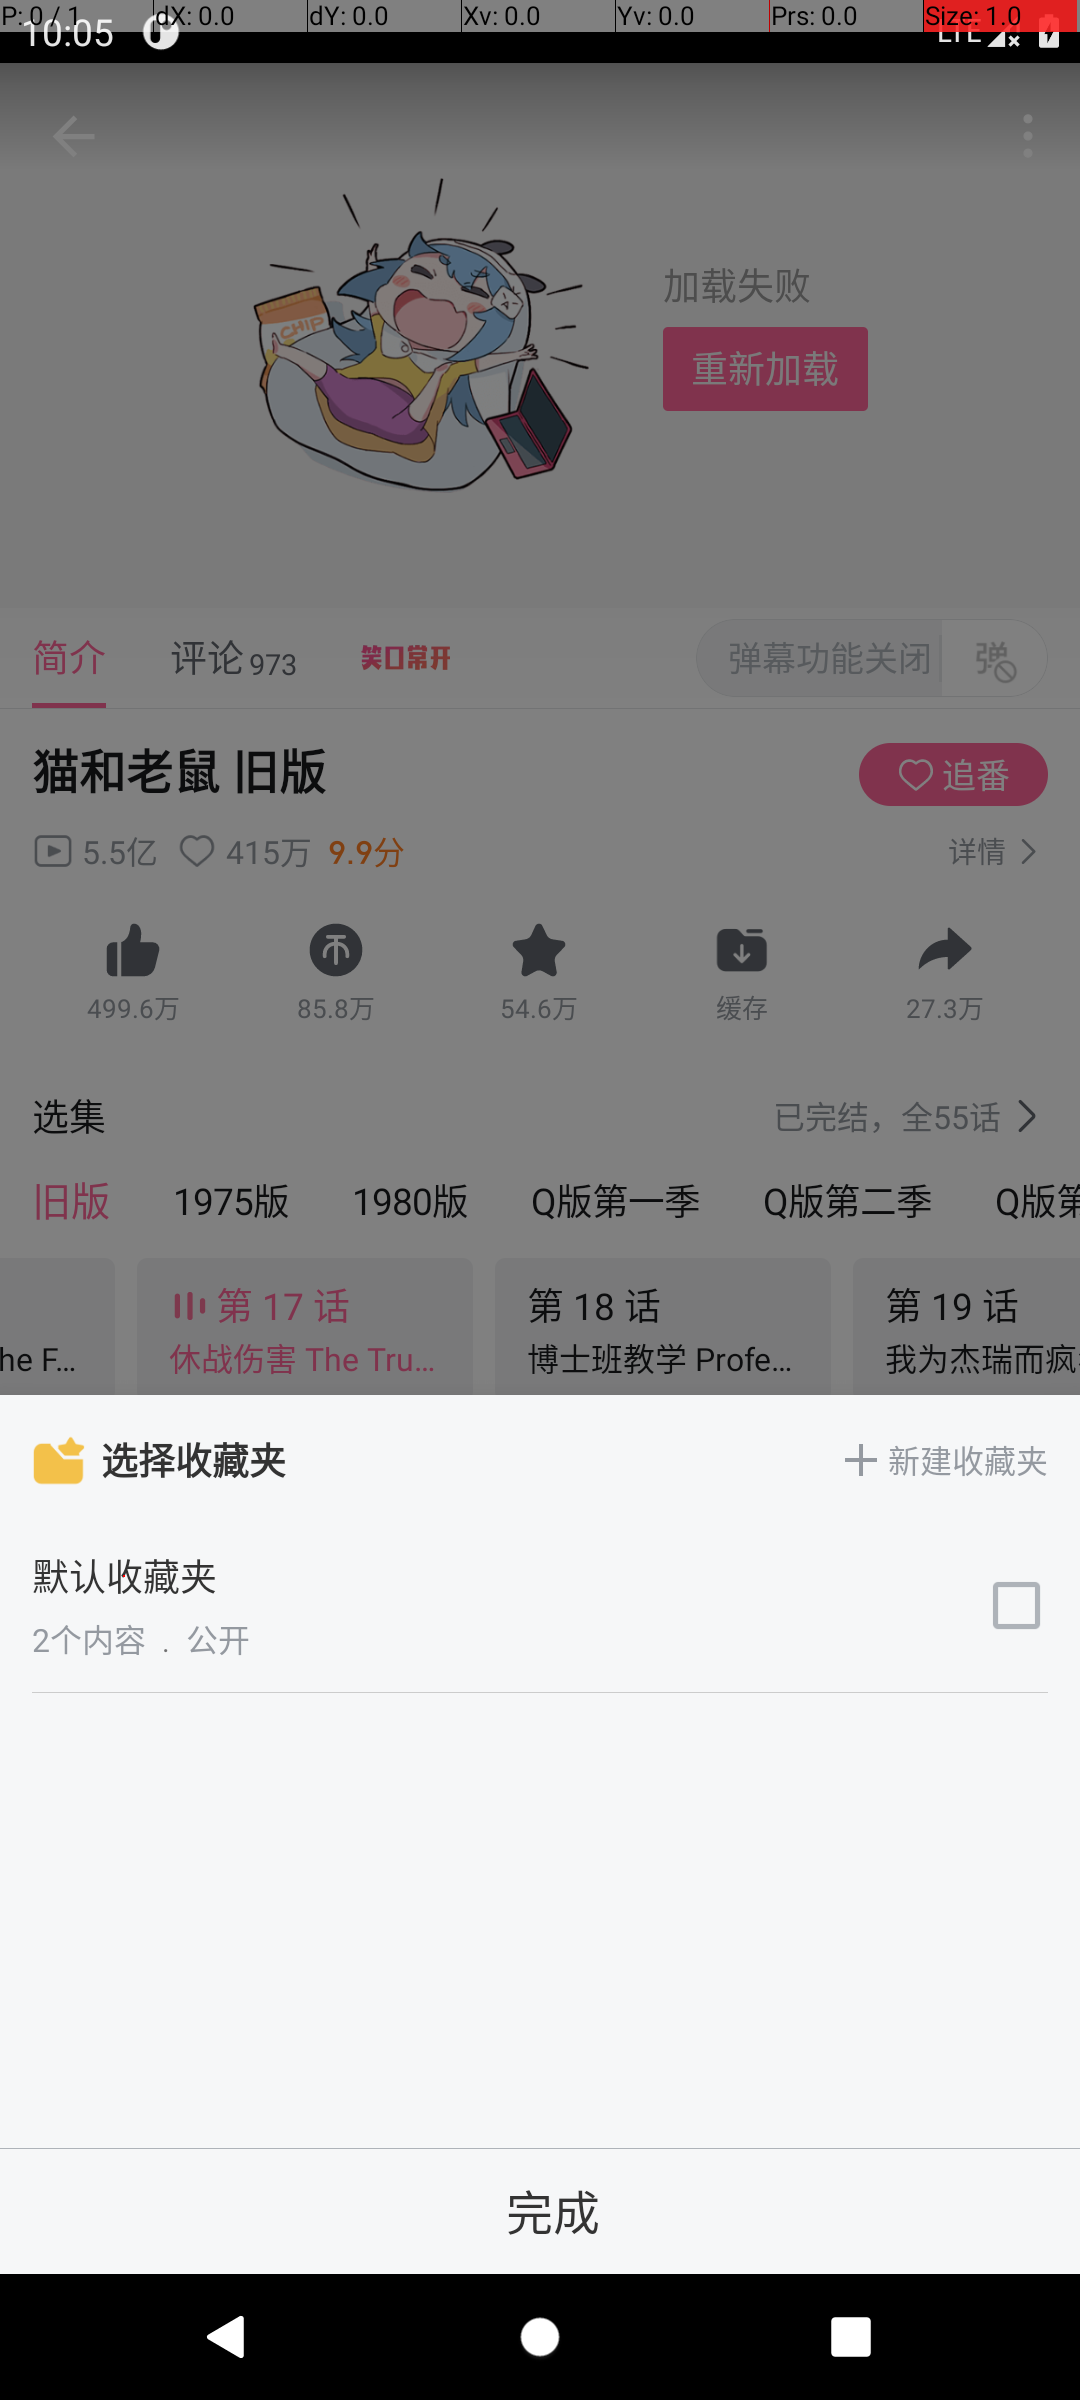 P: 0 / 1 dX: 0.0 dY: 0.0 Xv: 0.0 Yv: 0.0 Prs: 0.0 Size: 1.0
10:05 LTE
CHIP
加载失败
重新加载
简介 评论 973 笑口常开 弹幕功能关闭 弹
猫和老鼠 旧版 追番
5.5亿 415万 9.9分 详情
499.6万 85.8万 54.6万 缓存 27.3万
选集 已完结，全55话
旧版 1975版 1980版 Q版第一季 Q版第二季 Q版第
第 17 话 第 18 话 第 19 话
he F... 休战伤害 The Tru... 博士班教学 Profe... 我为杰瑞而疯
选择收藏夹 新建收藏夹
默认收藏夹
2个内容 . 公开
完成